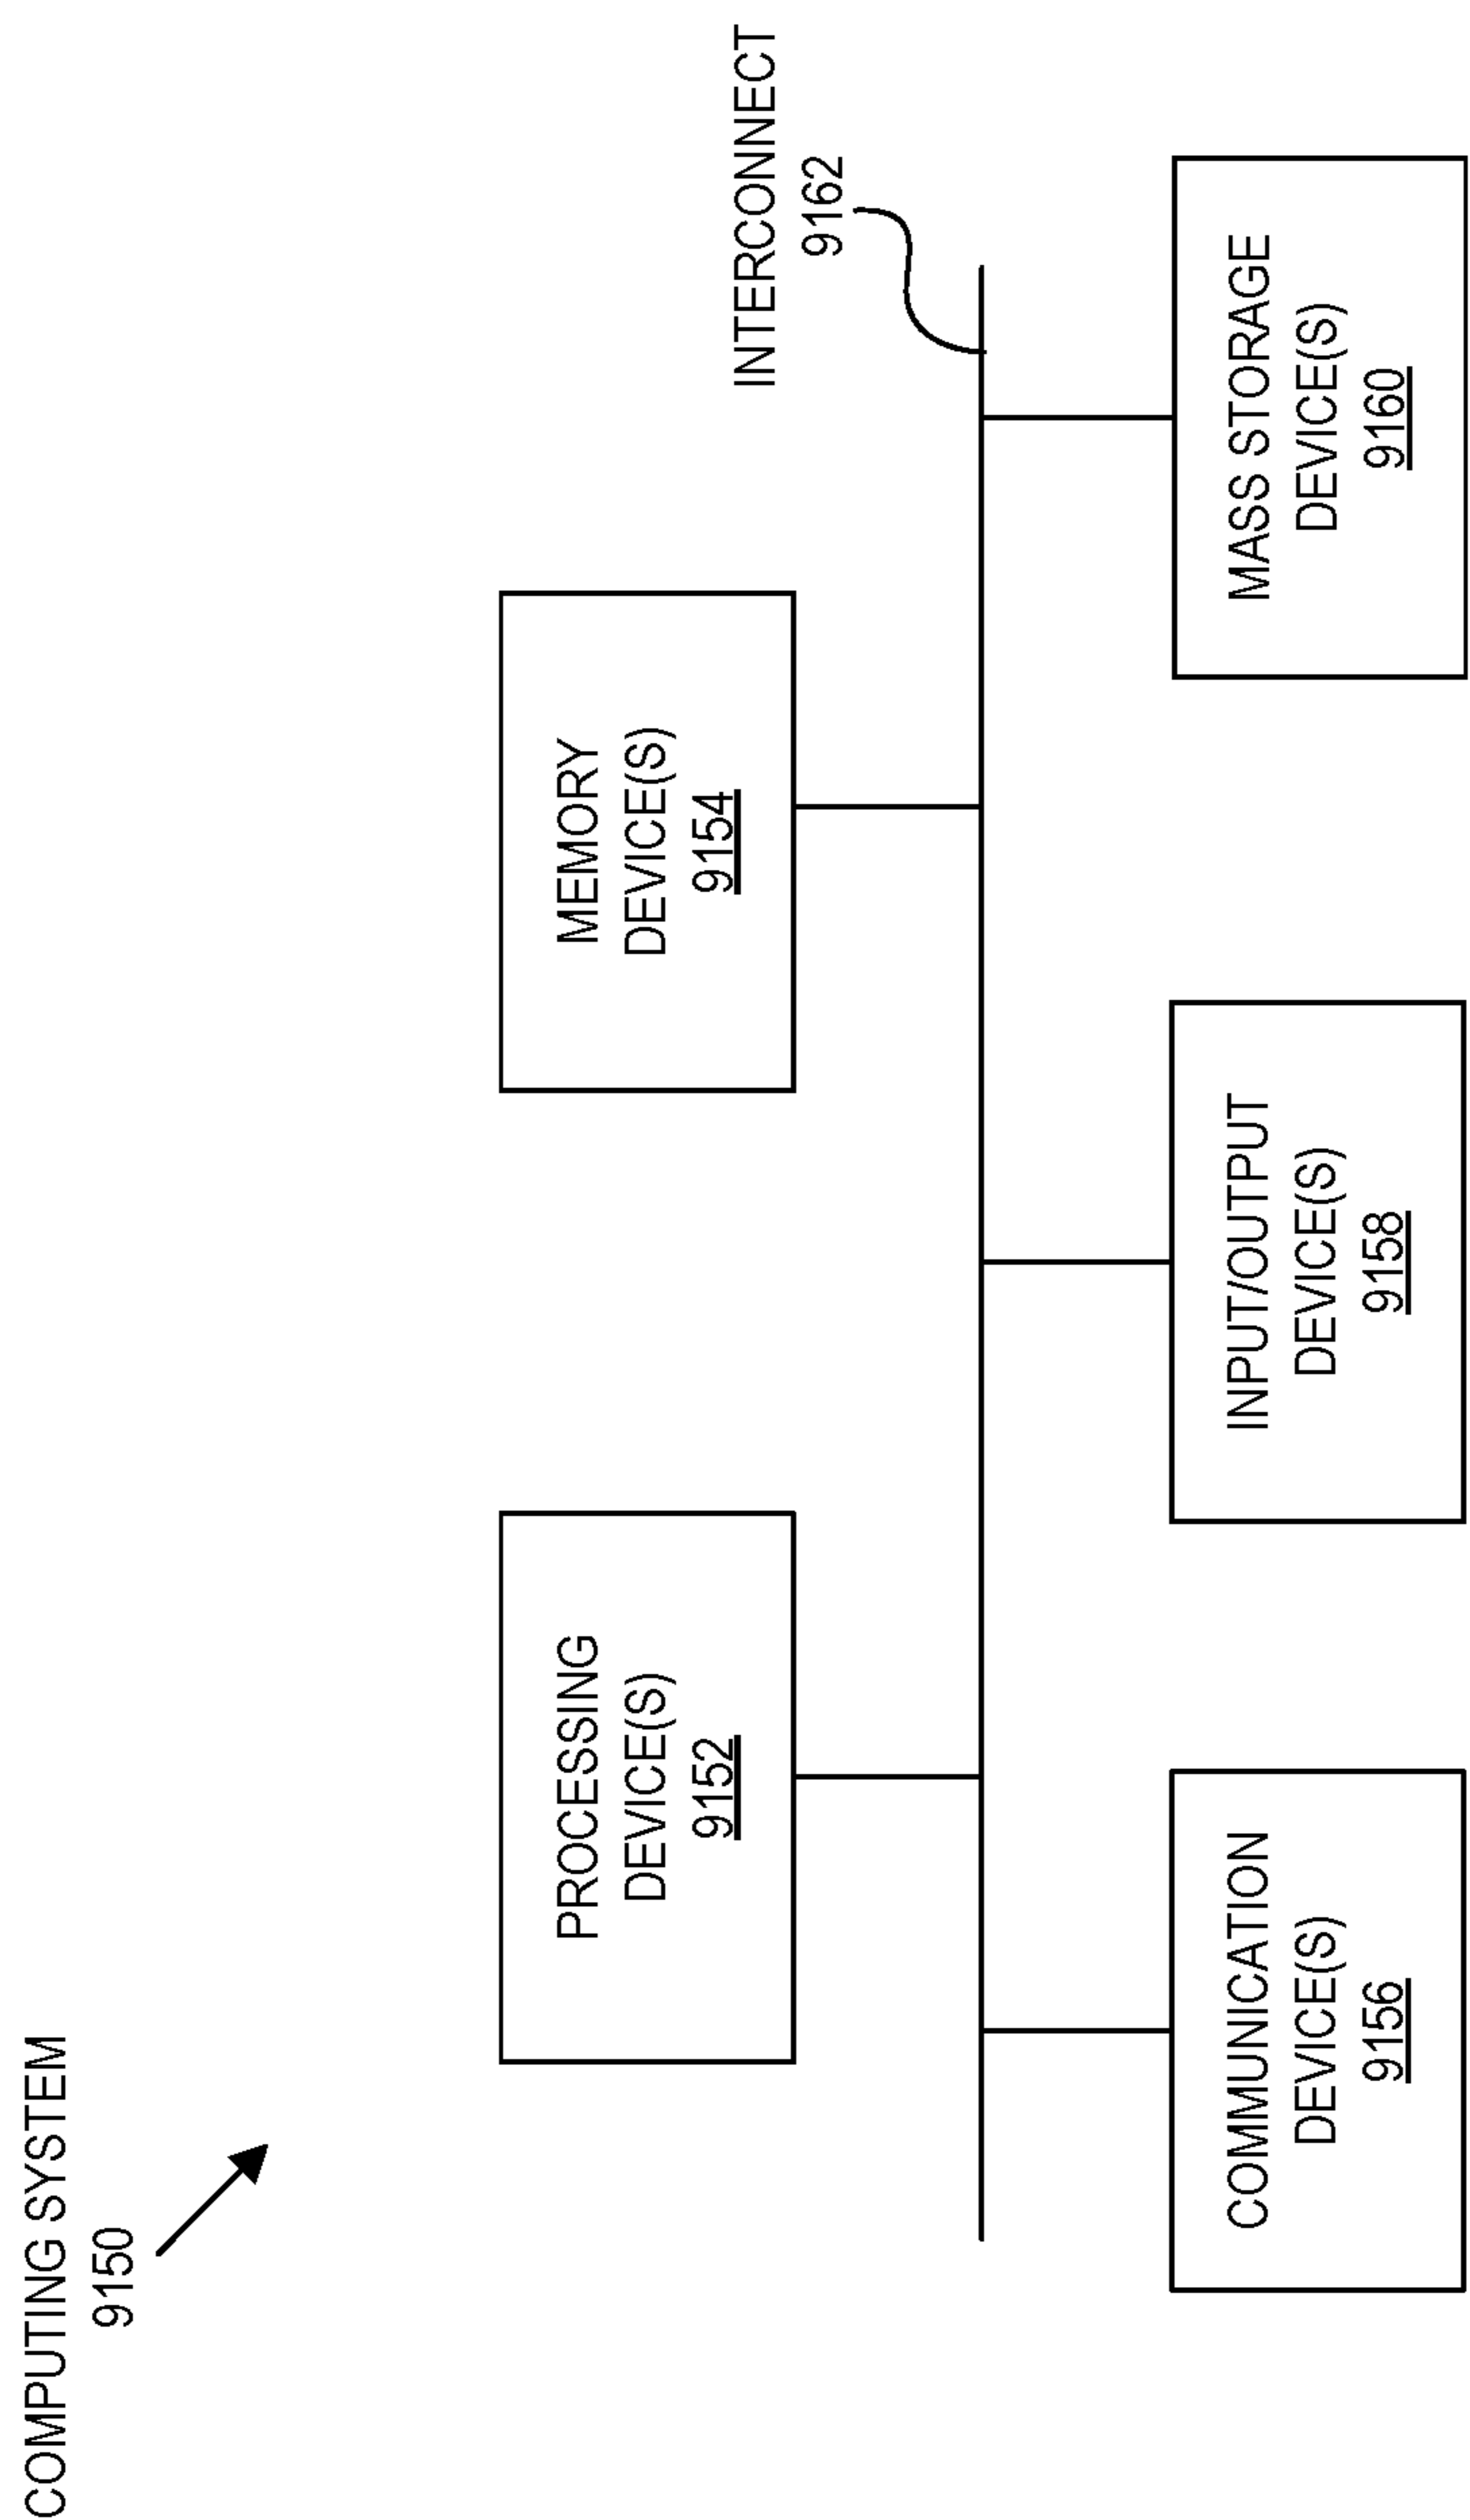 COMPUTING SYSTEM
9150
PROCESSING
DEVICE(S)
9152
MEMORY
DEVICE(S)
9154
INTERCONNECT
9162
COMMUNICATION
DEVICE(S)
9156
INPUT/OUTPUT
DEVICE(S)
9158
MASS STORAGE
DEVICE(S)
9160